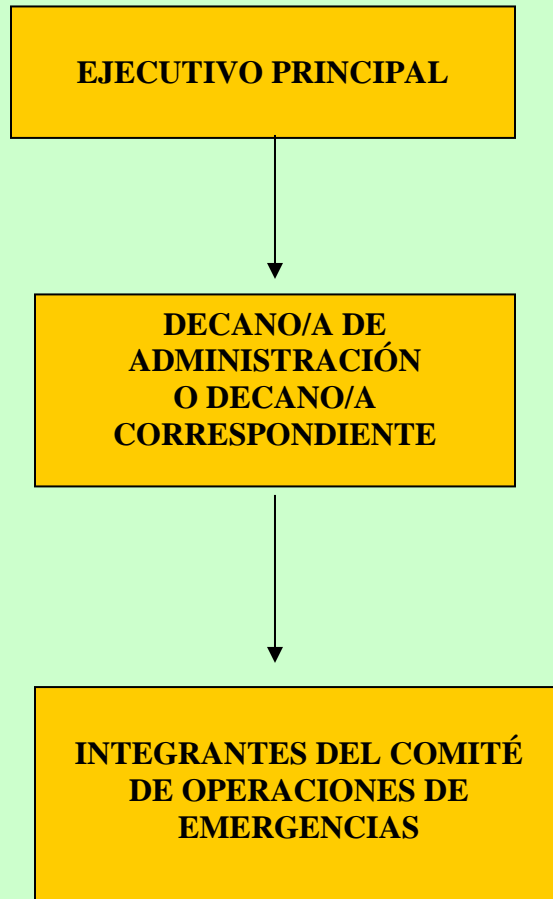 EJECUTIVO PRINCIPAL
DECANO/A DE
ADMINISTRACIÓN
O DECANO/A
CORRESPONDIENTE
INTEGRANTES DEL COMITÉ
DE OPERACIONES DE
EMERGENCIAS